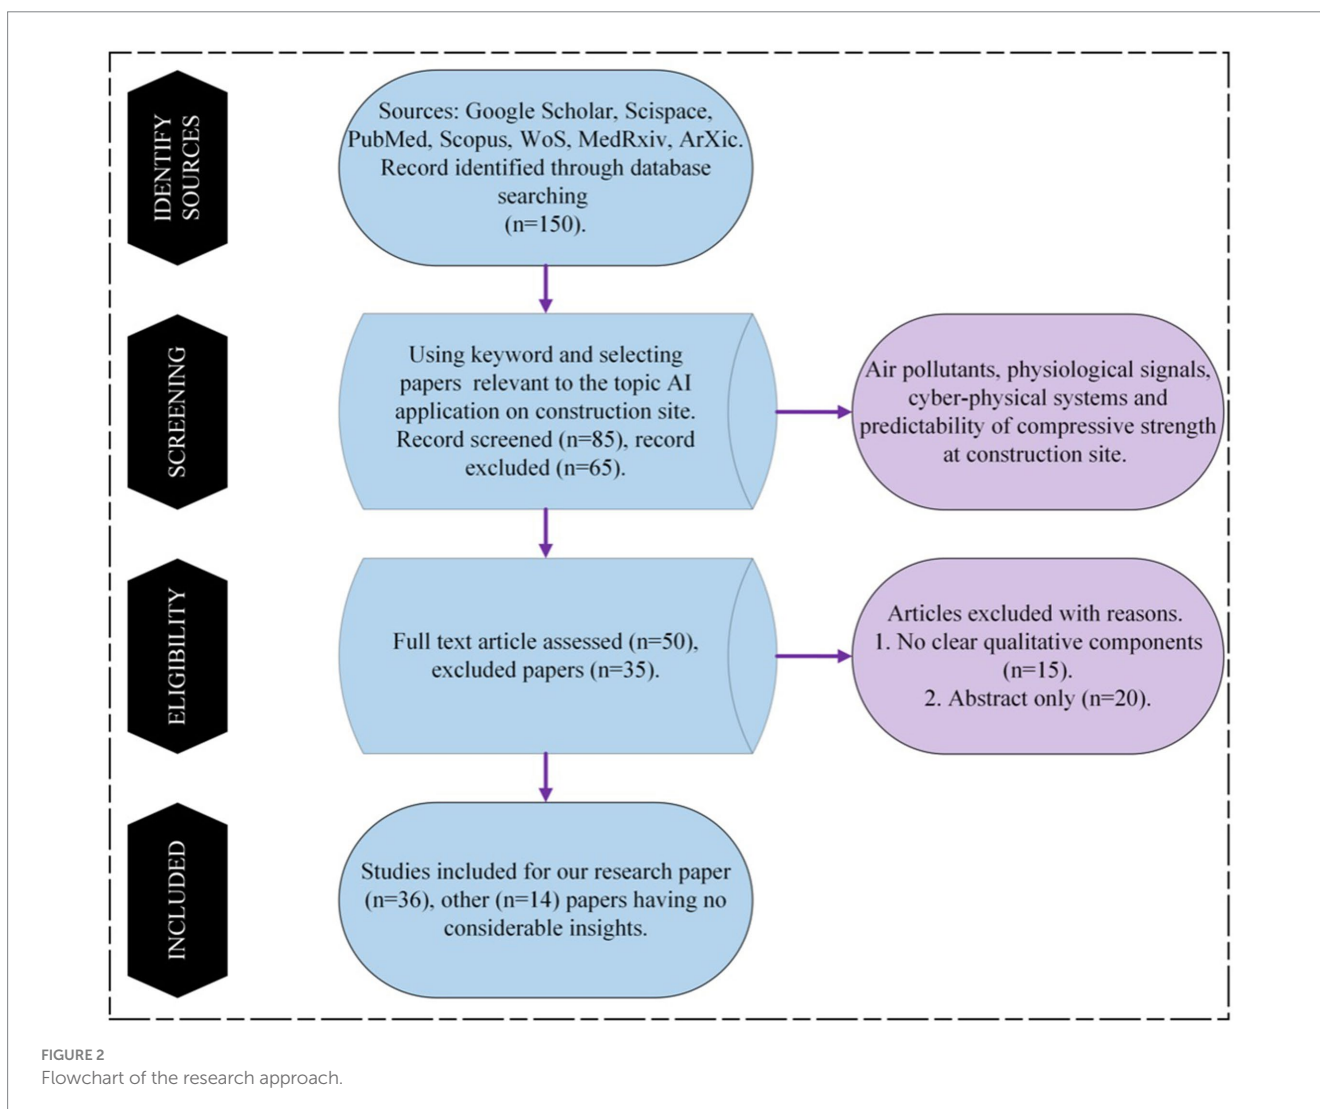 IDENTIFY
SOURCES
Sources: Google Scholar, Scispace,
PubMed, Scopus, WoS, MedRxiv, ArXic.
Record identified through database
searching
(n=150).
SCREENING
Using keyword and selecting
papers relevant to the topic AI
application on construction site.
Record screened (n=85), record
excluded (n=65).
Air pollutants, physiological signals,
cyber-physical systems and
predictability of compressive strength
at construction site.
ELIGIBILITY
Full text article assessed (n=50),
excluded papers (n=35).
Articles excluded with reasons.
1. No clear qualitative components
(n=15).
2. Abstract only (n=20).
INCLUDED
Studies included for our research paper
(n=36), other (n=14) papers having no
considerable insights.
FIGURE 2
Flowchart of the research approach.